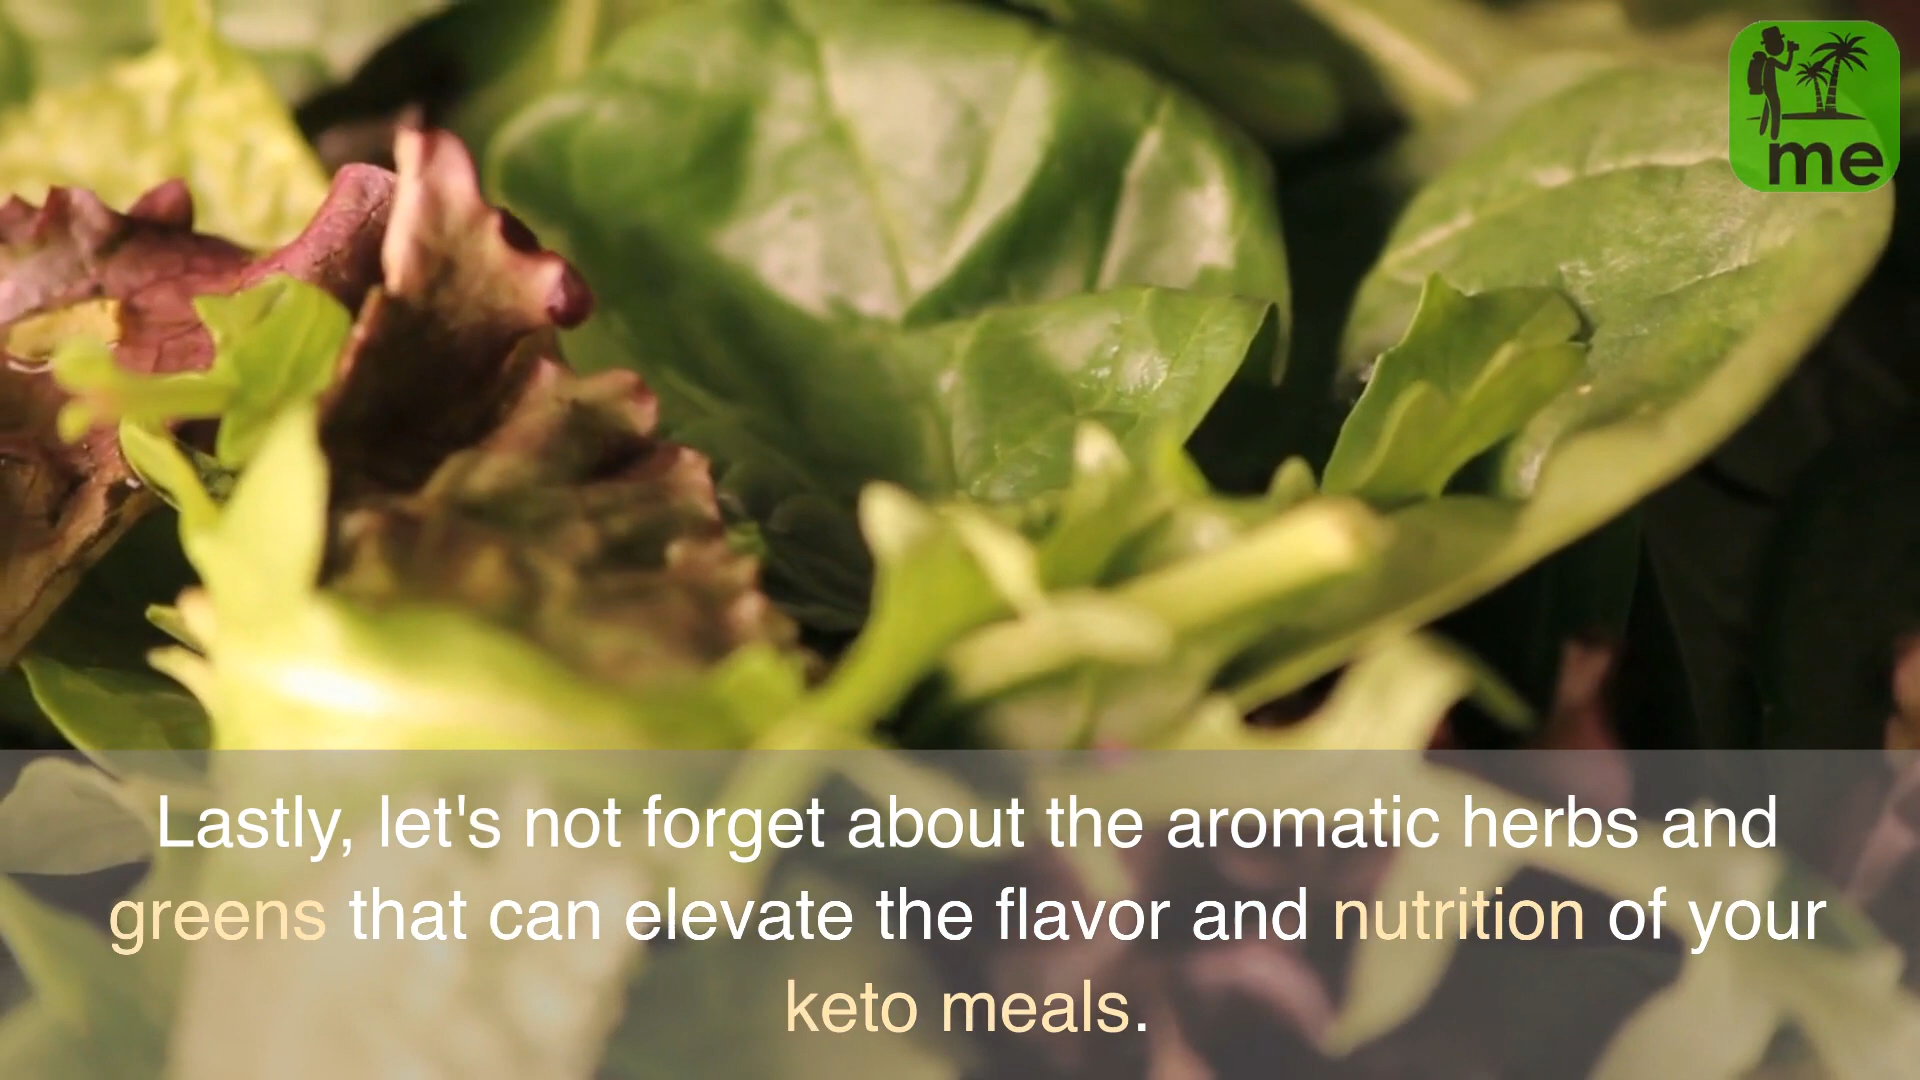 me
Lastly, let's not forget about the aromatic herbs and
greens that can elevate the flavor and nutrition of your
keto meals.